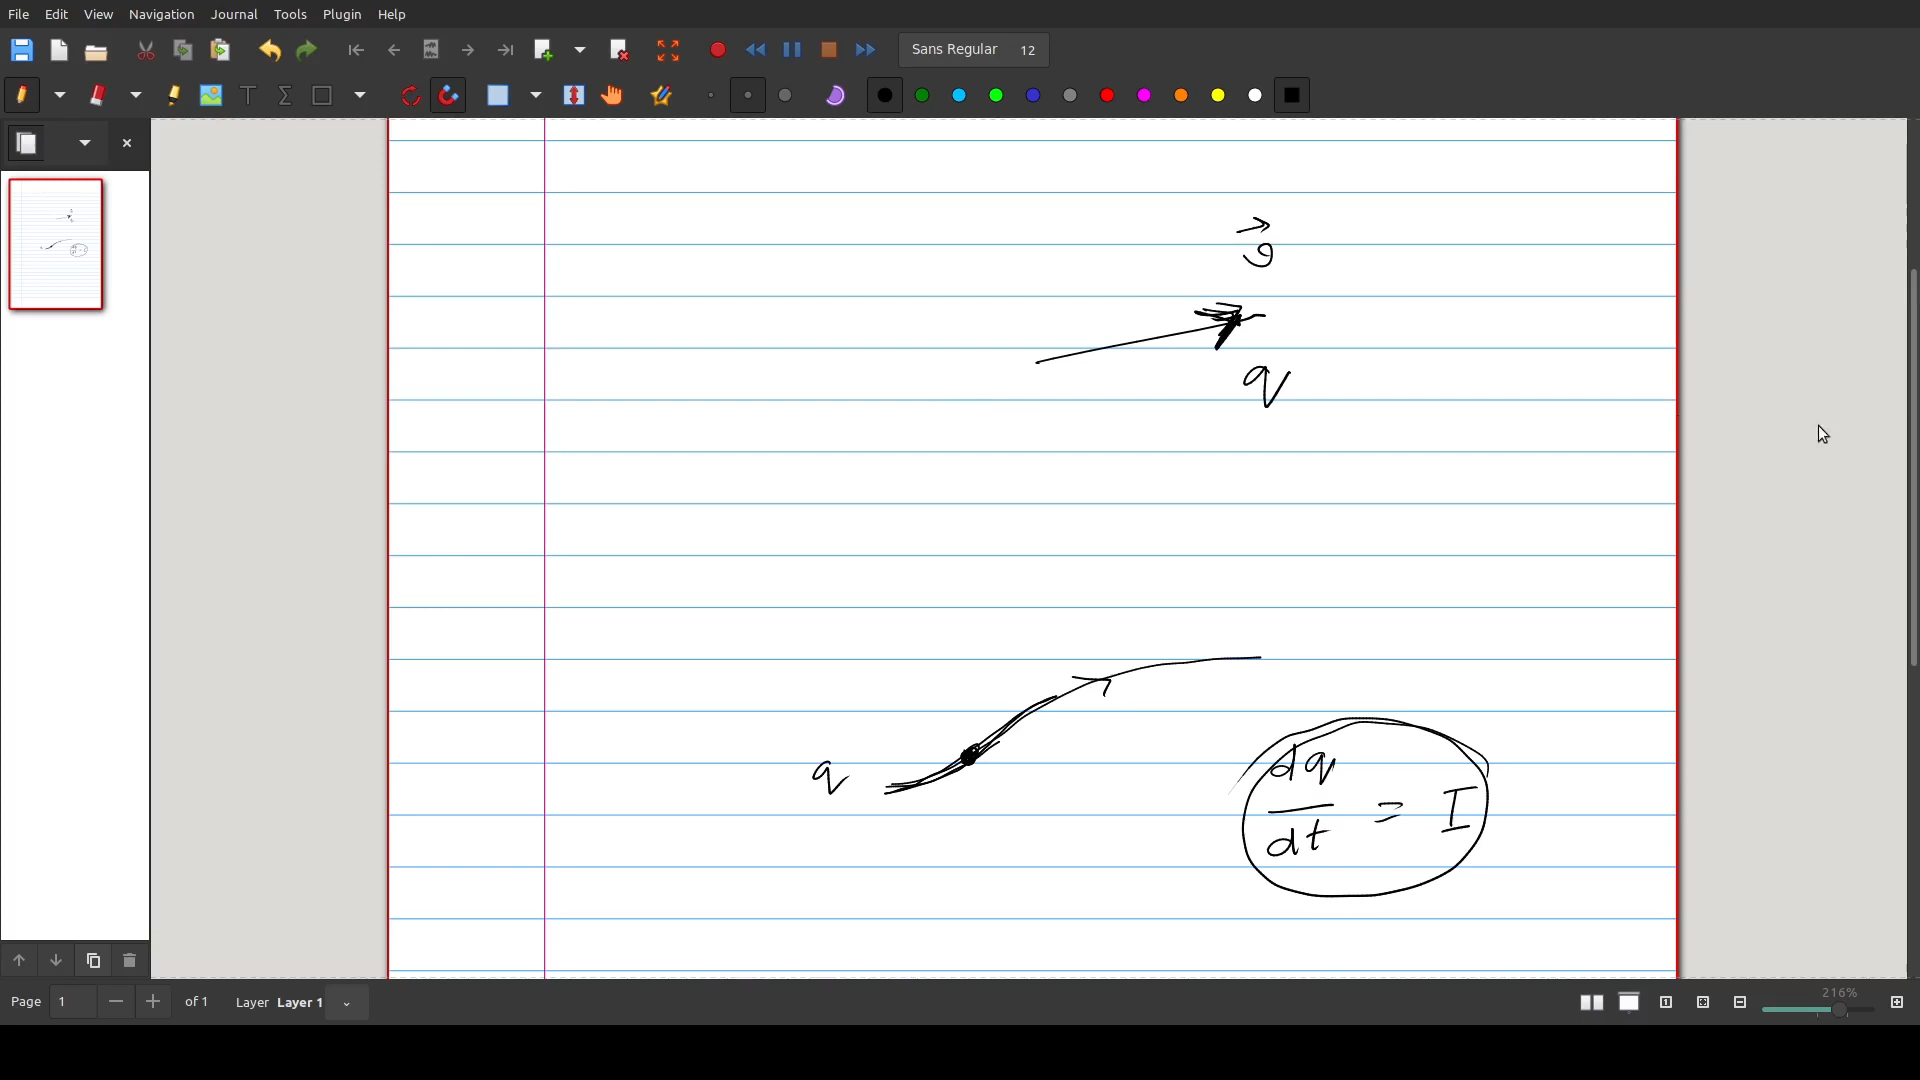 File Edit View Navigation Journal Tools Plugin Help
Sans Regular 12
q
q
dq
dt = I
Page 1 of 1 Layer Layer 1
216%